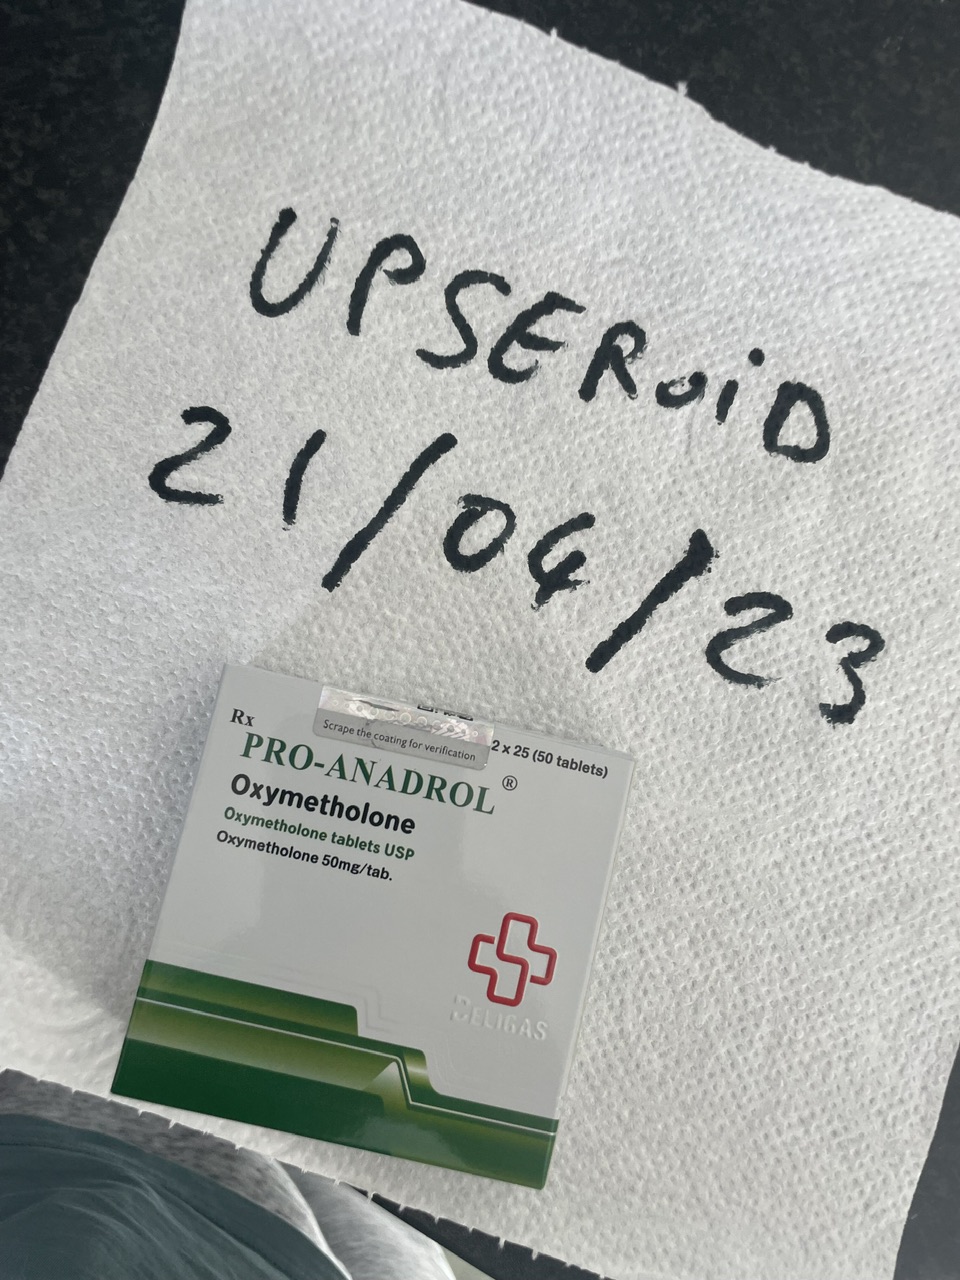 UPSERoiD
21/04/23
Rx
Scrape the coating for verification
2 x 25 (50 tablets)
PRO-ANADROL®
Oxymetholone
Oxymetholone tablets USP
Oxymetholone 50mg/tab.
BELIGAS